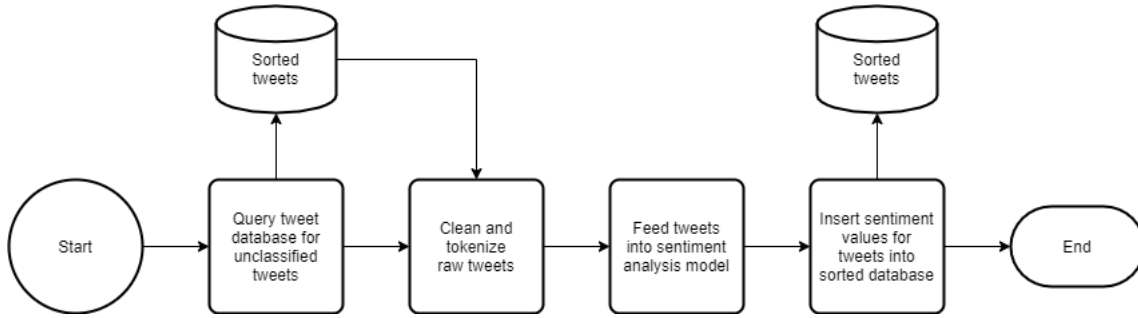 Sorted
tweets
Sorted
tweets
Start
Query tweet
database for
unclassified
tweets
Clean and
tokenize
raw tweets
Feed tweets
into sentiment
analysis model
Insert sentiment
values for
tweets into
sorted database
End